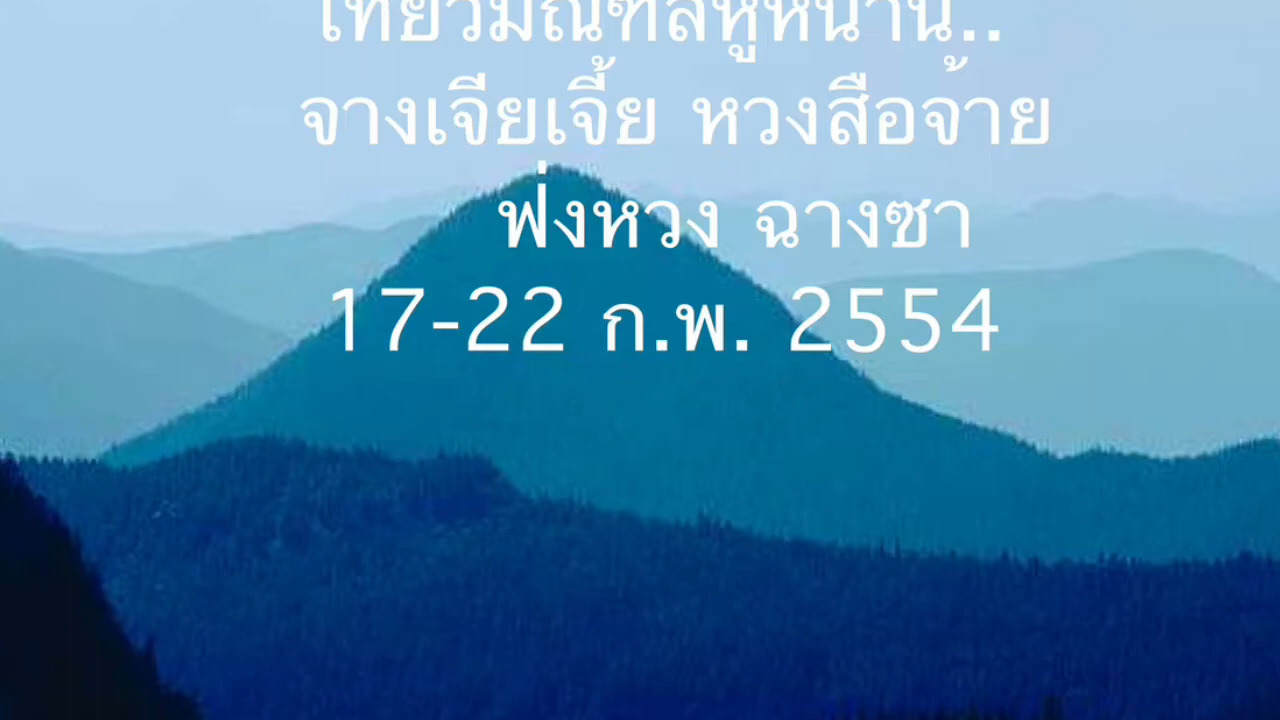 เที่ยวมณฑลหูหนาน..
จางเจียเจี้ย หวงสือจ้าย
ฟ่งหวง ฉางซา
17-22 ก.พ. 2554